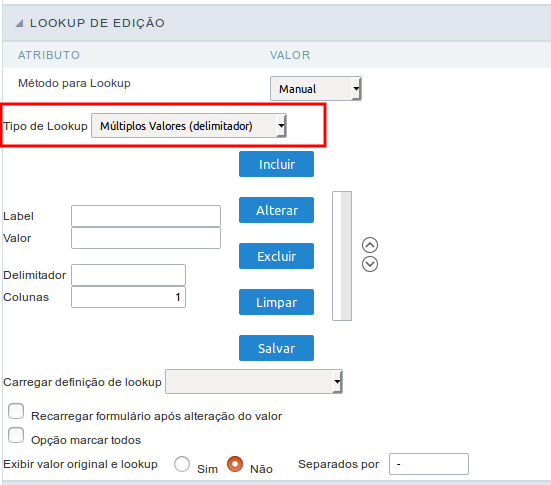 LOOKUP DE EDIÇÃO
ATRIBUTO VALOR
Método para Lookup Manual
Tipo de Lookup Múltiplos Valores (delimitador)
Incluir
Label Alterar
Valor
Excluir
Delimitador
Colunas 1 Limpar
Salvar
Carregar definição de lookup
Recarregar formulário após alteração do valor
Opção marcar todos
Exibir valor original e lookup Sim Não Separados por -